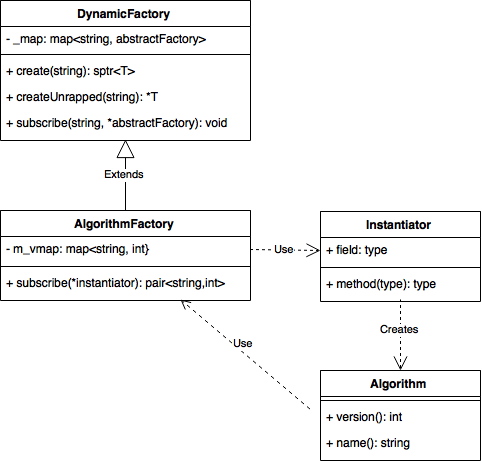 DynamicFactory
- _map: map<string, abstractFactory>
+ create(string): sptr<T>
+ createUnrapped(string): *T
+ subscribe(string, *abstractFactory): void
Extends
AlgorithmFactory
- m_vmap: map<string, int}
+ subscribe(*instantiator): pair<string,int>
Use
Instantiator
+ field: type
+ method(type): type
Creates
Use
Algorithm
+ version(): int
+ name(): string